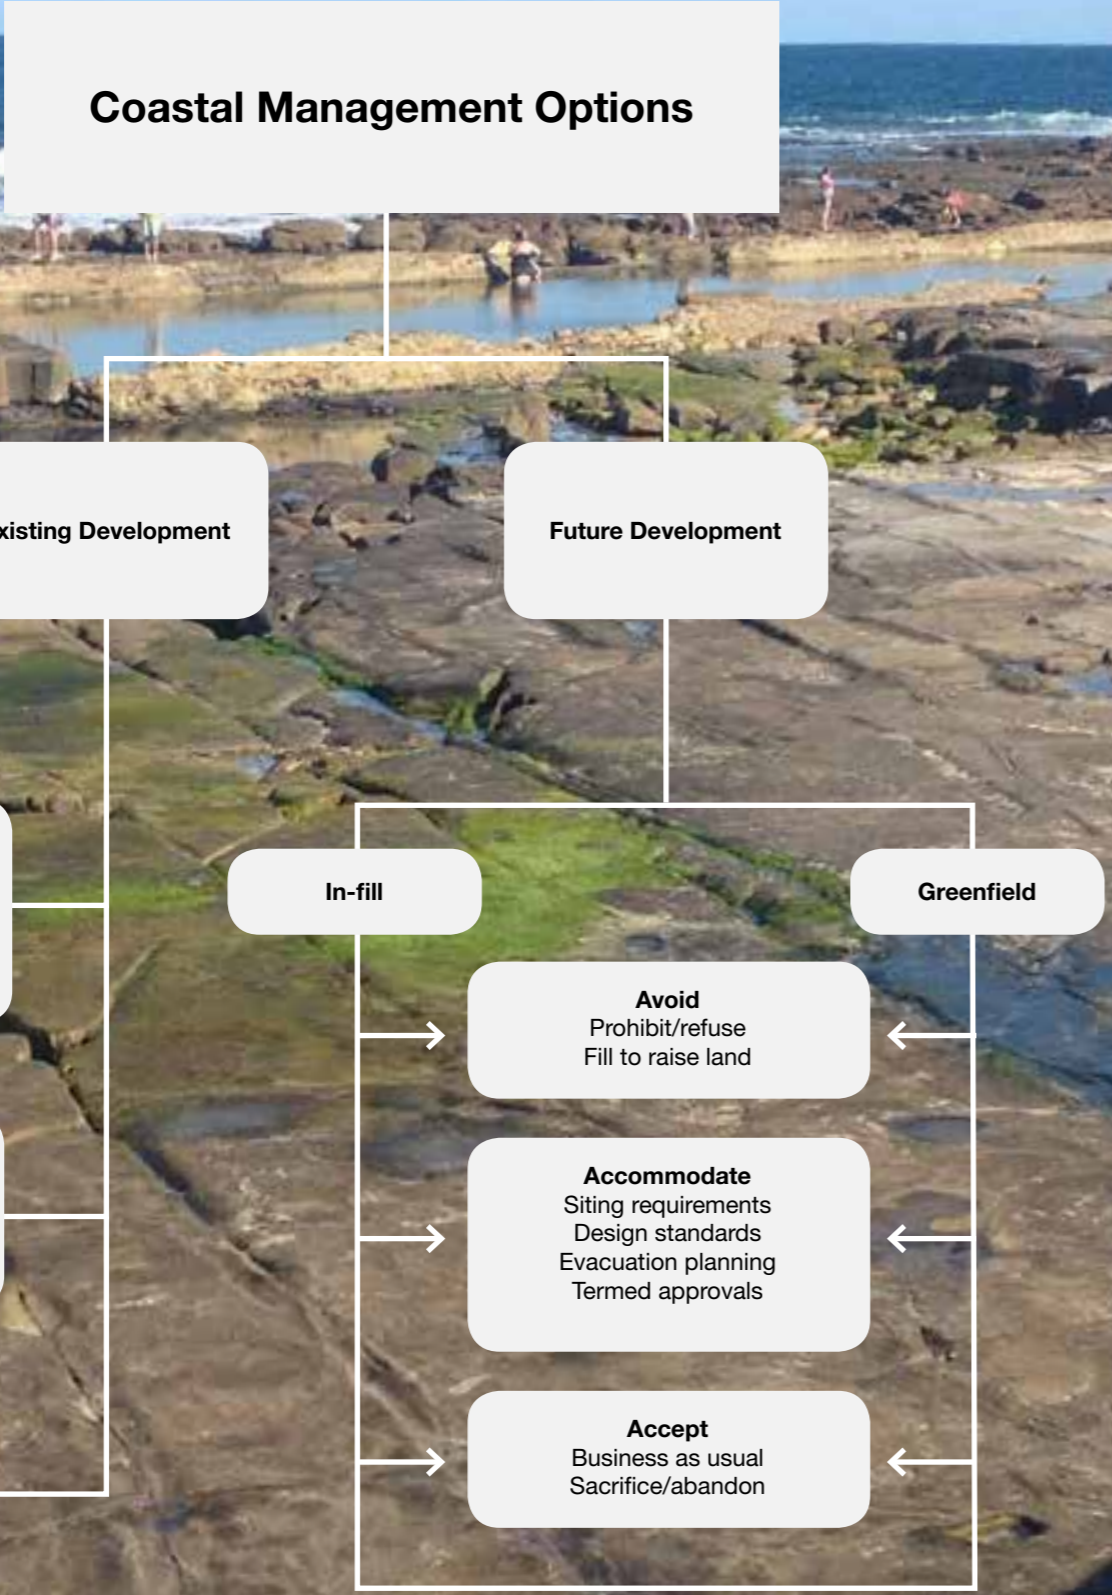 Coastal Management Options
xisting Development
Future Development
In-fill
Greenfield
Avoid
Prohibit/refuse
Fill to raise land
Accommodate
Siting requirements
Design standards
Evacuation planning
Termed approvals
Accept
Business as usual
Sacrifice/abandon